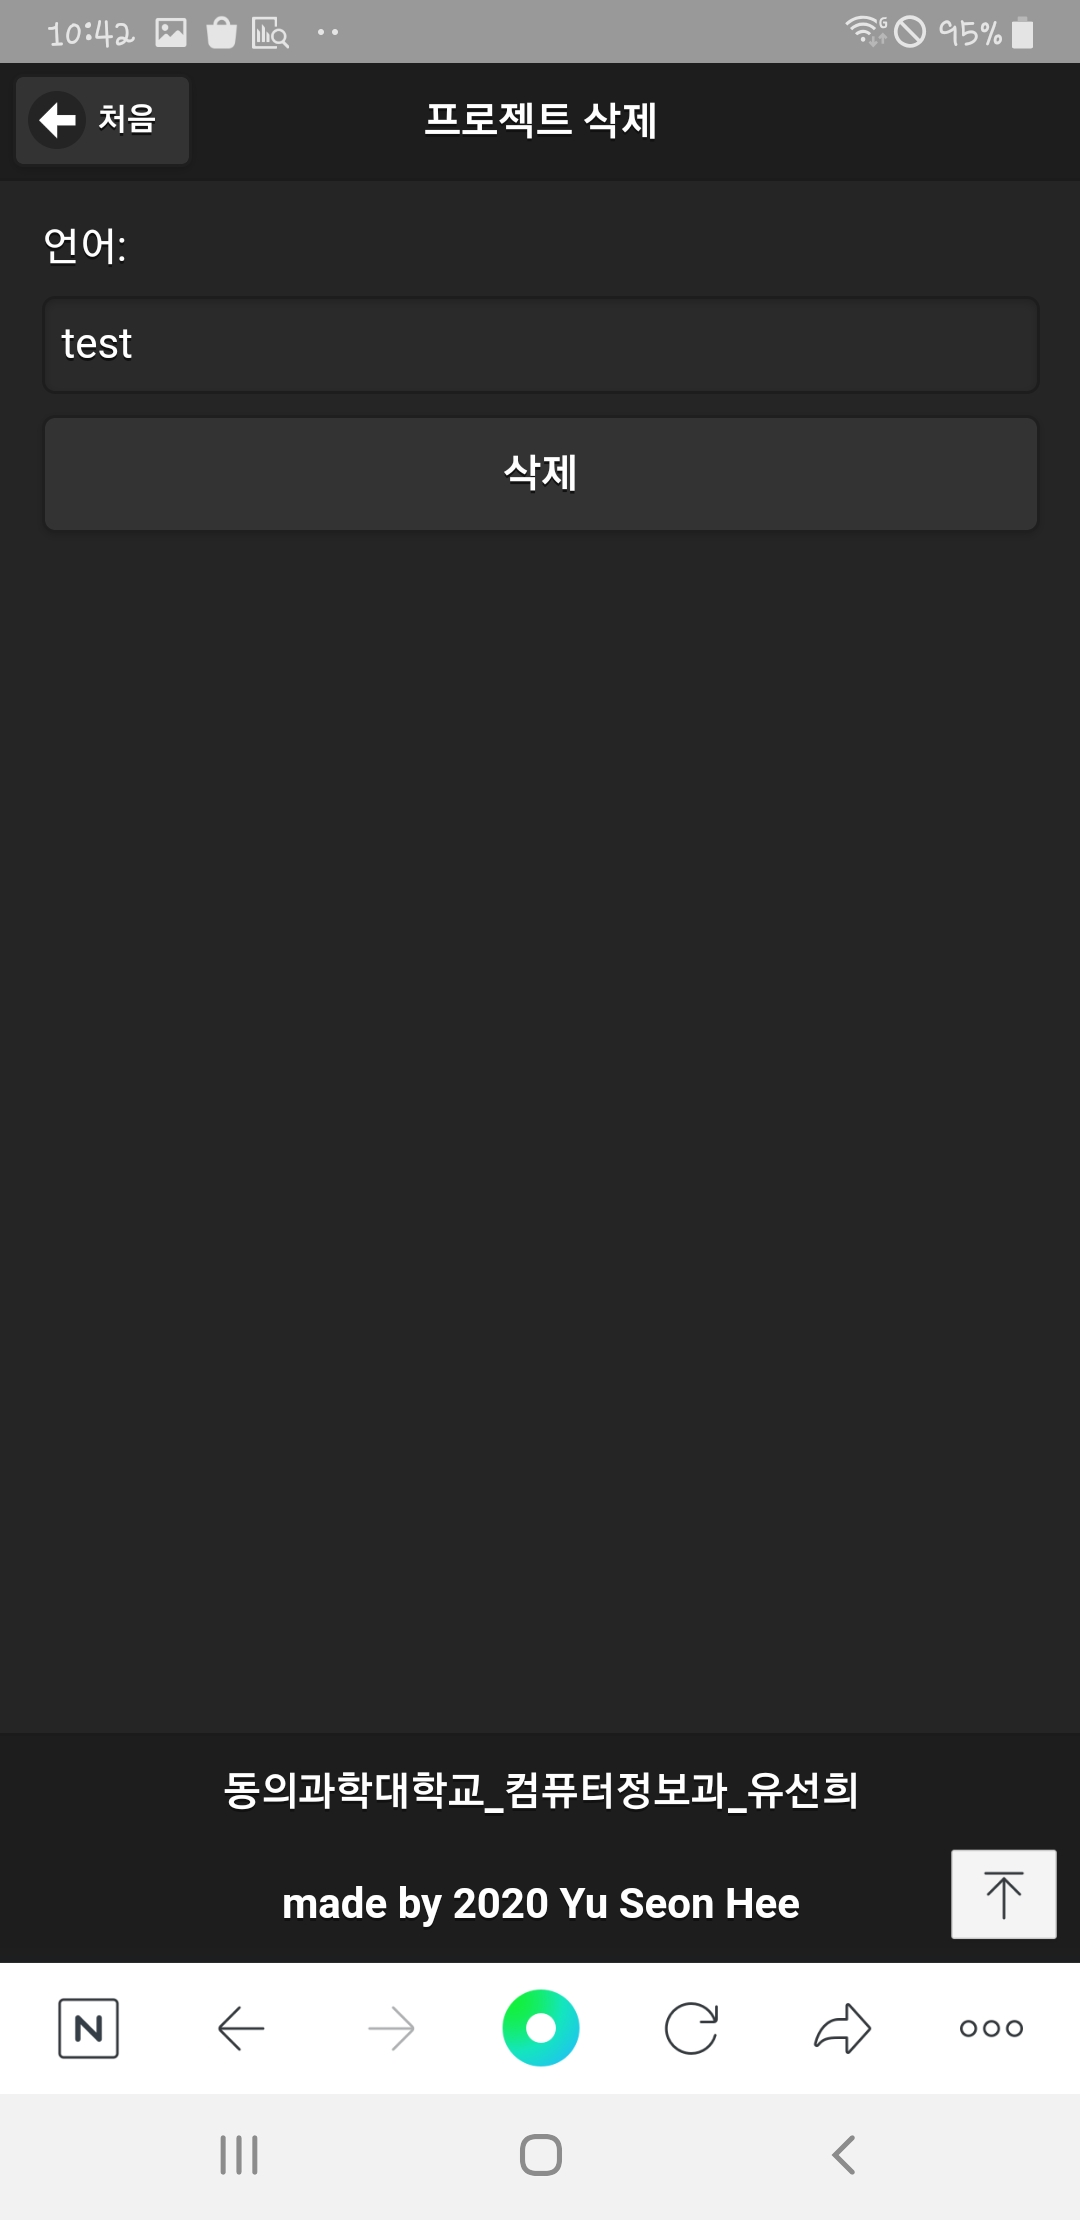 10:42 95%
처음 프로젝트 삭제
언어:
test
삭제
동의과학대학교_컴퓨터정보과_유선희
made by 2020 Yu Seon Hee
N